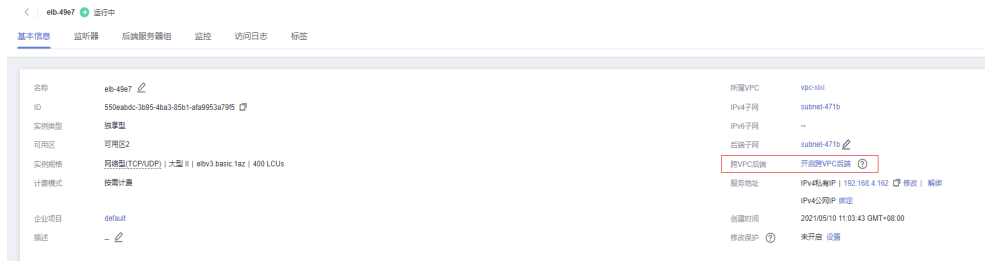 elb-49e7 运行中
基本信息 监听器 后端服务器组 监控 访问日志 标签
名称 elb-49e7
所属VPC vpc-xixi
ID 550eabdc-3b95-4ba3-85b1-afa9953a79f5
IPv4子网 subnet-471b
实例类型 独享型
IPv6子网 --
可用区 可用区2
后端子网 subnet-471b
实例规格 网络型(TCP/UDP) | 大型 II | elbv3.basic.1az | 400 LCUs
跨VPC后端 开启跨VPC后端
计费模式 按需计费
服务地址 IPv4私有IP | 192.168.4.162 修改 | 解绑
IPv4公网IP 绑定
企业项目 default
创建时间 2021/05/10 11:03:43 GMT+08:00
描述 --
修改保护 未开启 设置